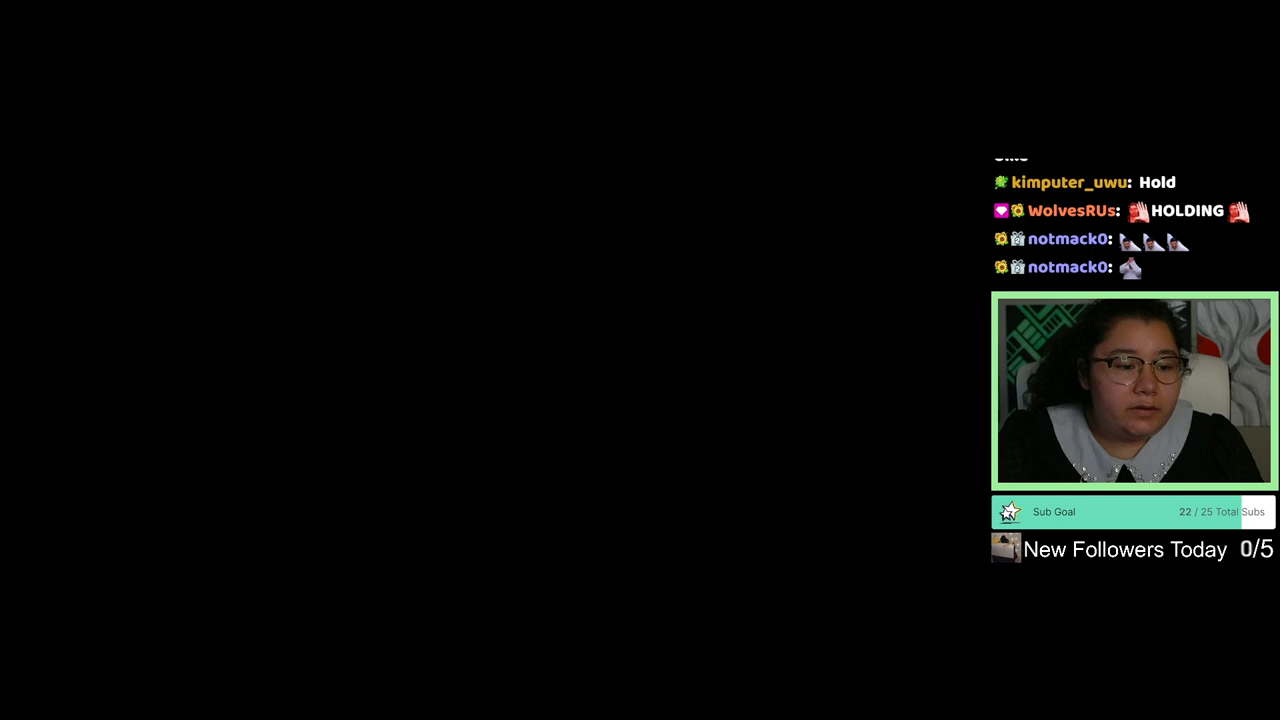 kimputer_uwu: Hold
WolvesRUs: HOLDING
notmack0:
notmack0:
Sub Goal 22 / 25 Total Subs
New Followers Today 0/5